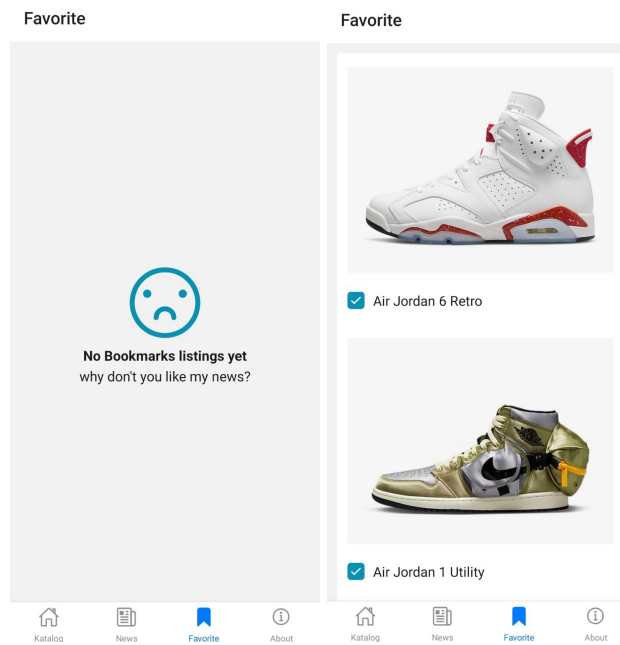 Favorite
No Bookmarks listings yet
why don't you like my news?
Katalog
News
Favorite
About
Favorite
Air Jordan 6 Retro
Air Jordan 1 Utility
Katalog
News
Favorite
About